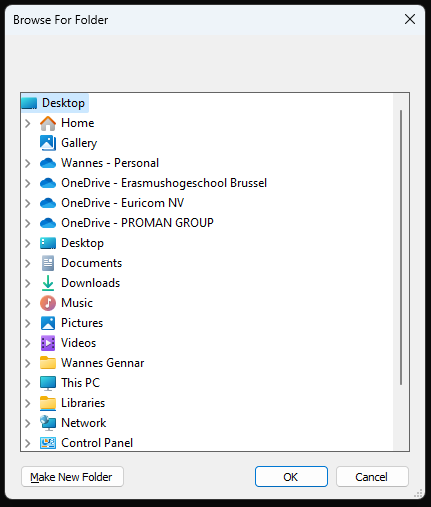 Browse For Folder
Desktop
Home
Gallery
Wannes - Personal
OneDrive - Erasmushogeschool Brussel
OneDrive - Euricom NV
OneDrive - PROMAN GROUP
Desktop
Documents
Downloads
Music
Pictures
Videos
Wannes Gennar
This PC
Libraries
Network
Control Panel
Make New Folder
OK
Cancel